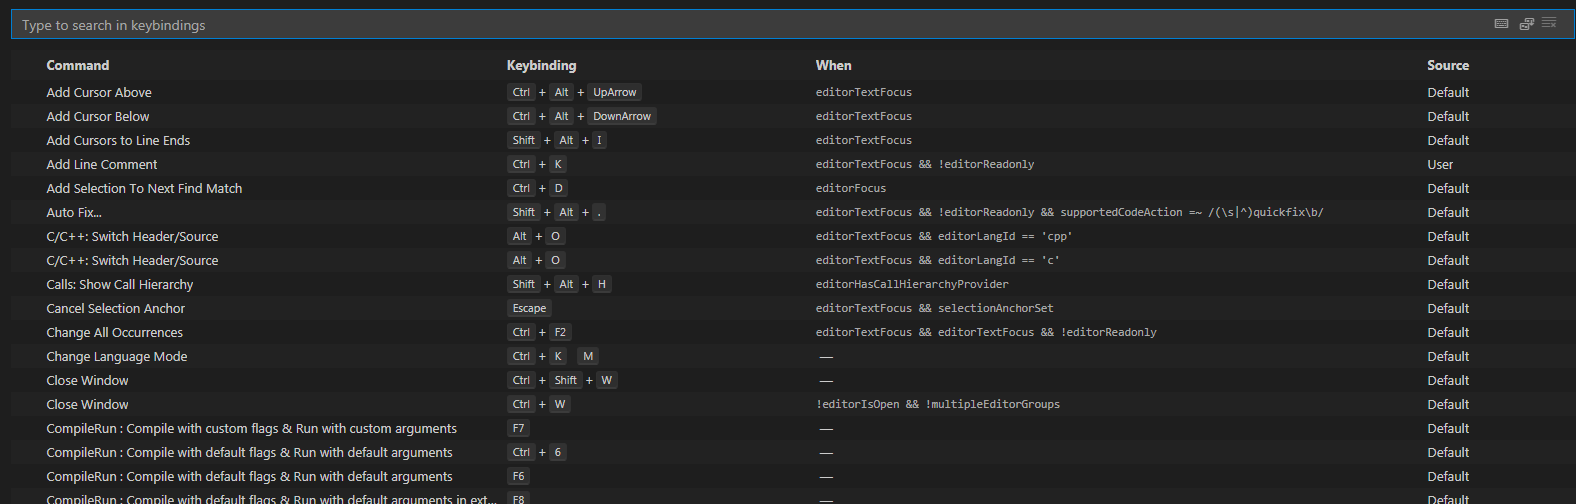 Type to search in keybindings
Command Keybinding When Source
Add Cursor Above Ctrl + Alt + UpArrow editorTextFocus Default
Add Cursor Below Ctrl + Alt + DownArrow editorTextFocus Default
Add Cursors to Line Ends Shift + Alt + I editorTextFocus Default
Add Line Comment Ctrl + K editorTextFocus && !editorReadonly User
Add Selection To Next Find Match Ctrl + D editorFocus Default
Auto Fix... Shift + Alt + . editorTextFocus && !editorReadonly && supportedCodeAction =~ /(\s|^)quickfix\b/ Default
C/C++: Switch Header/Source Alt + O editorTextFocus && editorLangId == 'cpp' Default
C/C++: Switch Header/Source Alt + O editorTextFocus && editorLangId == 'c' Default
Calls: Show Call Hierarchy Shift + Alt + H editorHasCallHierarchyProvider Default
Cancel Selection Anchor Escape editorTextFocus && selectionAnchorSet Default
Change All Occurrences Ctrl + F2 editorTextFocus && editorTextFocus && !editorReadonly Default
Change Language Mode Ctrl + K M — Default
Close Window Ctrl + Shift + W — Default
Close Window Ctrl + W !editorIsOpen && !multipleEditorGroups Default
CompileRun : Compile with custom flags & Run with custom arguments F7 — Default
CompileRun : Compile with default flags & Run with default arguments Ctrl + 6 — Default
CompileRun : Compile with default flags & Run with default arguments F6 — Default
CompileRun : Compile with default flags & Run with default arguments in ext... F8 — Default